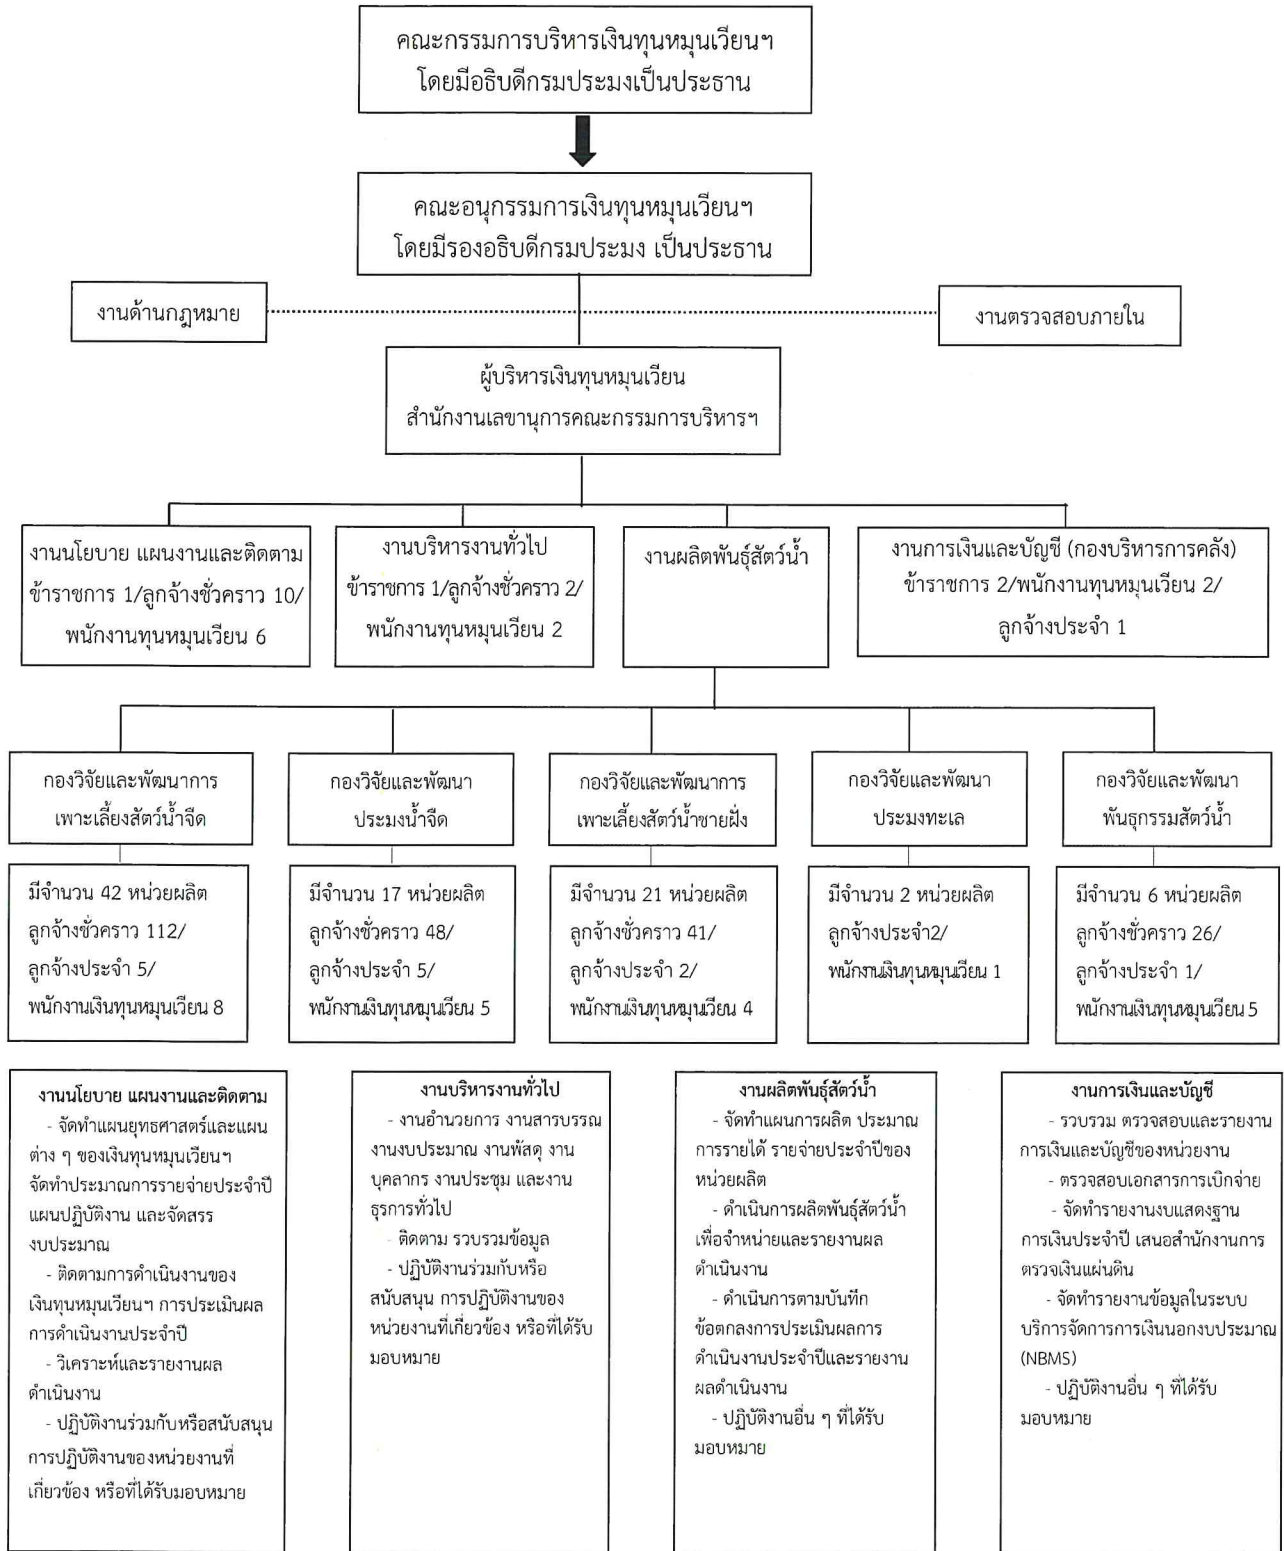 คณะกรรมการบริหารเงินทุนหมุนเวียนฯ
โดยมีอธิบดีกรมประมงเป็นประธาน
คณะอนุกรรมการเงินทุนหมุนเวียนฯ
โดยมีรองอธิบดีกรมประมง เป็นประธาน
งานด้านกฎหมาย
งานตรวจสอบภายใน
ผู้บริหารเงินทุนหมุนเวียน
สำนักงานเลขานุการคณะกรรมการบริหารฯ
งานนโยบาย แผนงานและติดตาม
ข้าราชการ 1/ลูกจ้างชั่วคราว 10/
พนักงานทุนหมุนเวียน 6
งานบริหารงานทั่วไป
ข้าราชการ 1/ลูกจ้างชั่วคราว 2/
พนักงานทุนหมุนเวียน 2
งานผลิตพันธุ์สัตว์น้ำ
งานการเงินและบัญชี (กองบริหารการคลัง)
ข้าราชการ 2/พนักงานทุนหมุนเวียน 2/
ลูกจ้างประจำ 1
กองวิจัยและพัฒนาการ
เพาะเลี้ยงสัตว์น้ำจืด
กองวิจัยและพัฒนา
ประมงน้ำจืด
กองวิจัยและพัฒนาการ
เพาะเลี้ยงสัตว์น้ำชายฝั่ง
กองวิจัยและพัฒนา
ประมงทะเล
กองวิจัยและพัฒนา
พันธุกรรมสัตว์น้ำ
มีจำนวน 42 หน่วยผลิต
ลูกจ้างชั่วคราว 112/
ลูกจ้างประจำ 5/
พนักงานเงินทุนหมุนเวียน 8
มีจำนวน 17 หน่วยผลิต
ลูกจ้างชั่วคราว 48/
ลูกจ้างประจำ 5/
พนักงานเงินทุนหมุนเวียน 5
มีจำนวน 21 หน่วยผลิต
ลูกจ้างชั่วคราว 41/
ลูกจ้างประจำ 2/
พนักงานเงินทุนหมุนเวียน 4
มีจำนวน 2 หน่วยผลิต
ลูกจ้างประจำ2/
พนักงานเงินทุนหมุนเวียน 1
มีจำนวน 6 หน่วยผลิต
ลูกจ้างชั่วคราว 26/
ลูกจ้างประจำ 1/
พนักงานเงินทุนหมุนเวียน 5
งานนโยบาย แผนงานและติดตาม
- จัดทำแผนยุทธศาสตร์และแผน
ต่าง ๆ ของเงินทุนหมุนเวียนฯ
จัดทำประมาณการรายจ่ายประจำปี
แผนปฏิบัติงาน และจัดสรร
งบประมาณ
- ติดตามการดำเนินงานของ
เงินทุนหมุนเวียนฯ การประเมินผล
การดำเนินงานประจำปี
- วิเคราะห์และรายงานผล
ดำเนินงาน
- ปฏิบัติงานร่วมกับหรือสนับสนุน
การปฏิบัติงานของหน่วยงานที่
เกี่ยวข้อง หรือที่ได้รับมอบหมาย
งานบริหารงานทั่วไป
- งานอำนวยการ งานสารบรรณ
งานงบประมาณ งานพัสดุ งาน
บุคลากร งานประชุม และงาน
ธุรการทั่วไป
- ติดตาม รวบรวมข้อมูล
- ปฏิบัติงานร่วมกับหรือ
สนับสนุน การปฏิบัติงานของ
หน่วยงานที่เกี่ยวข้อง หรือที่ได้รับ
มอบหมาย
งานผลิตพันธุ์สัตว์น้ำ
- จัดทำแผนการผลิต ประมาณ
การรายได้ รายจ่ายประจำปีของ
หน่วยผลิต
- ดำเนินการผลิตพันธุ์สัตว์น้ำ
เพื่อจำหน่ายและรายงานผล
ดำเนินงาน
- ดำเนินการตามบันทึก
ข้อตกลงการประเมินผลการ
ดำเนินงานประจำปีและรายงาน
ผลดำเนินงาน
- ปฏิบัติงานอื่น ๆ ที่ได้รับ
มอบหมาย
งานการเงินและบัญชี
- รวบรวม ตรวจสอบและรายงาน
การเงินและบัญชีของหน่วยงาน
- ตรวจสอบเอกสารการเบิกจ่าย
- จัดทำรายงานงบแสดงฐาน
การเงินประจำปี เสนอสำนักงานการ
ตรวจเงินแผ่นดิน
- จัดทำรายงานข้อมูลในระบบ
บริการจัดการการเงินนอกงบประมาณ
(NBMS)
- ปฏิบัติงานอื่น ๆ ที่ได้รับ
มอบหมาย